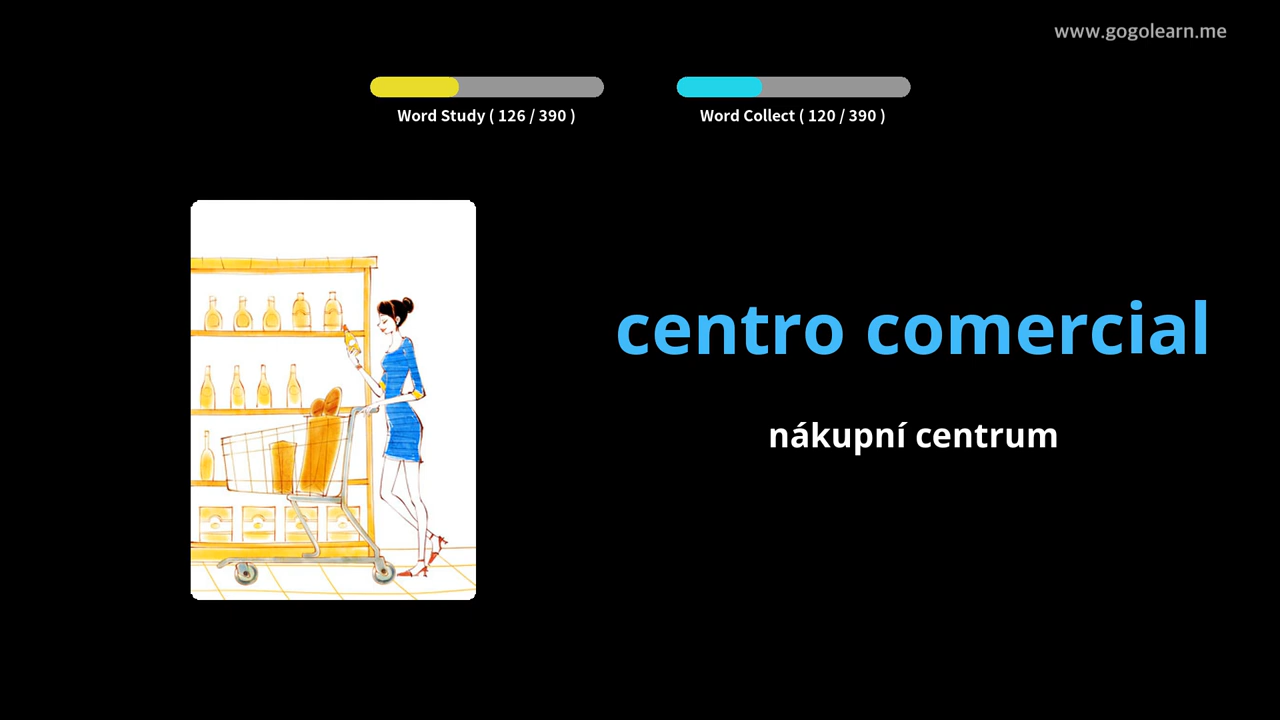 www.gogolearn.me
Word Study ( 126 / 390 )
Word Collect ( 120 / 390 )
centro comercial
nákupní centrum